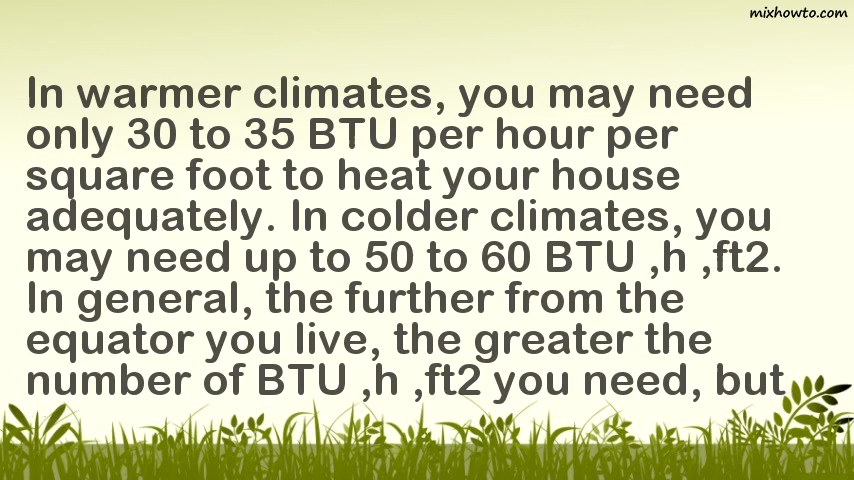 mixhowto.com
In warmer climates, you may need
only 30 to 35 BTU per hour per
square foot to heat your house
adequately. In colder climates, you
may need up to 50 to 60 BTU ,h ,ft2.
In general, the further from the
equator you live, the greater the
number of BTU ,h ,ft2 you need, but